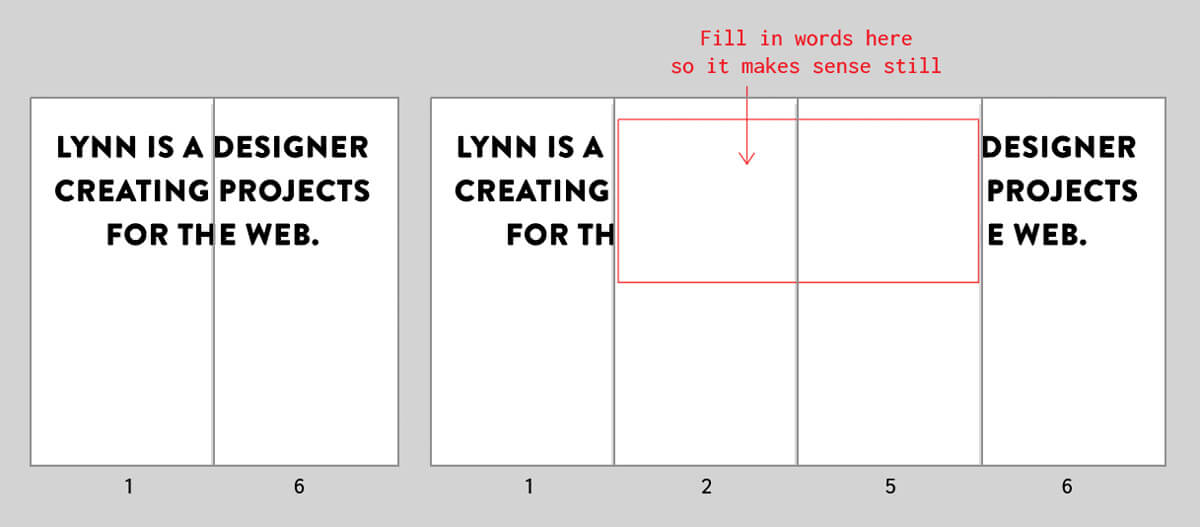 Fill in words here
so it makes sense still
LYNN IS A DESIGNER
CREATING PROJECTS
FOR THE WEB.
1 6
LYNN IS A DESIGNER
CREATING PROJECTS
FOR TH E WEB.
1 2 5 6